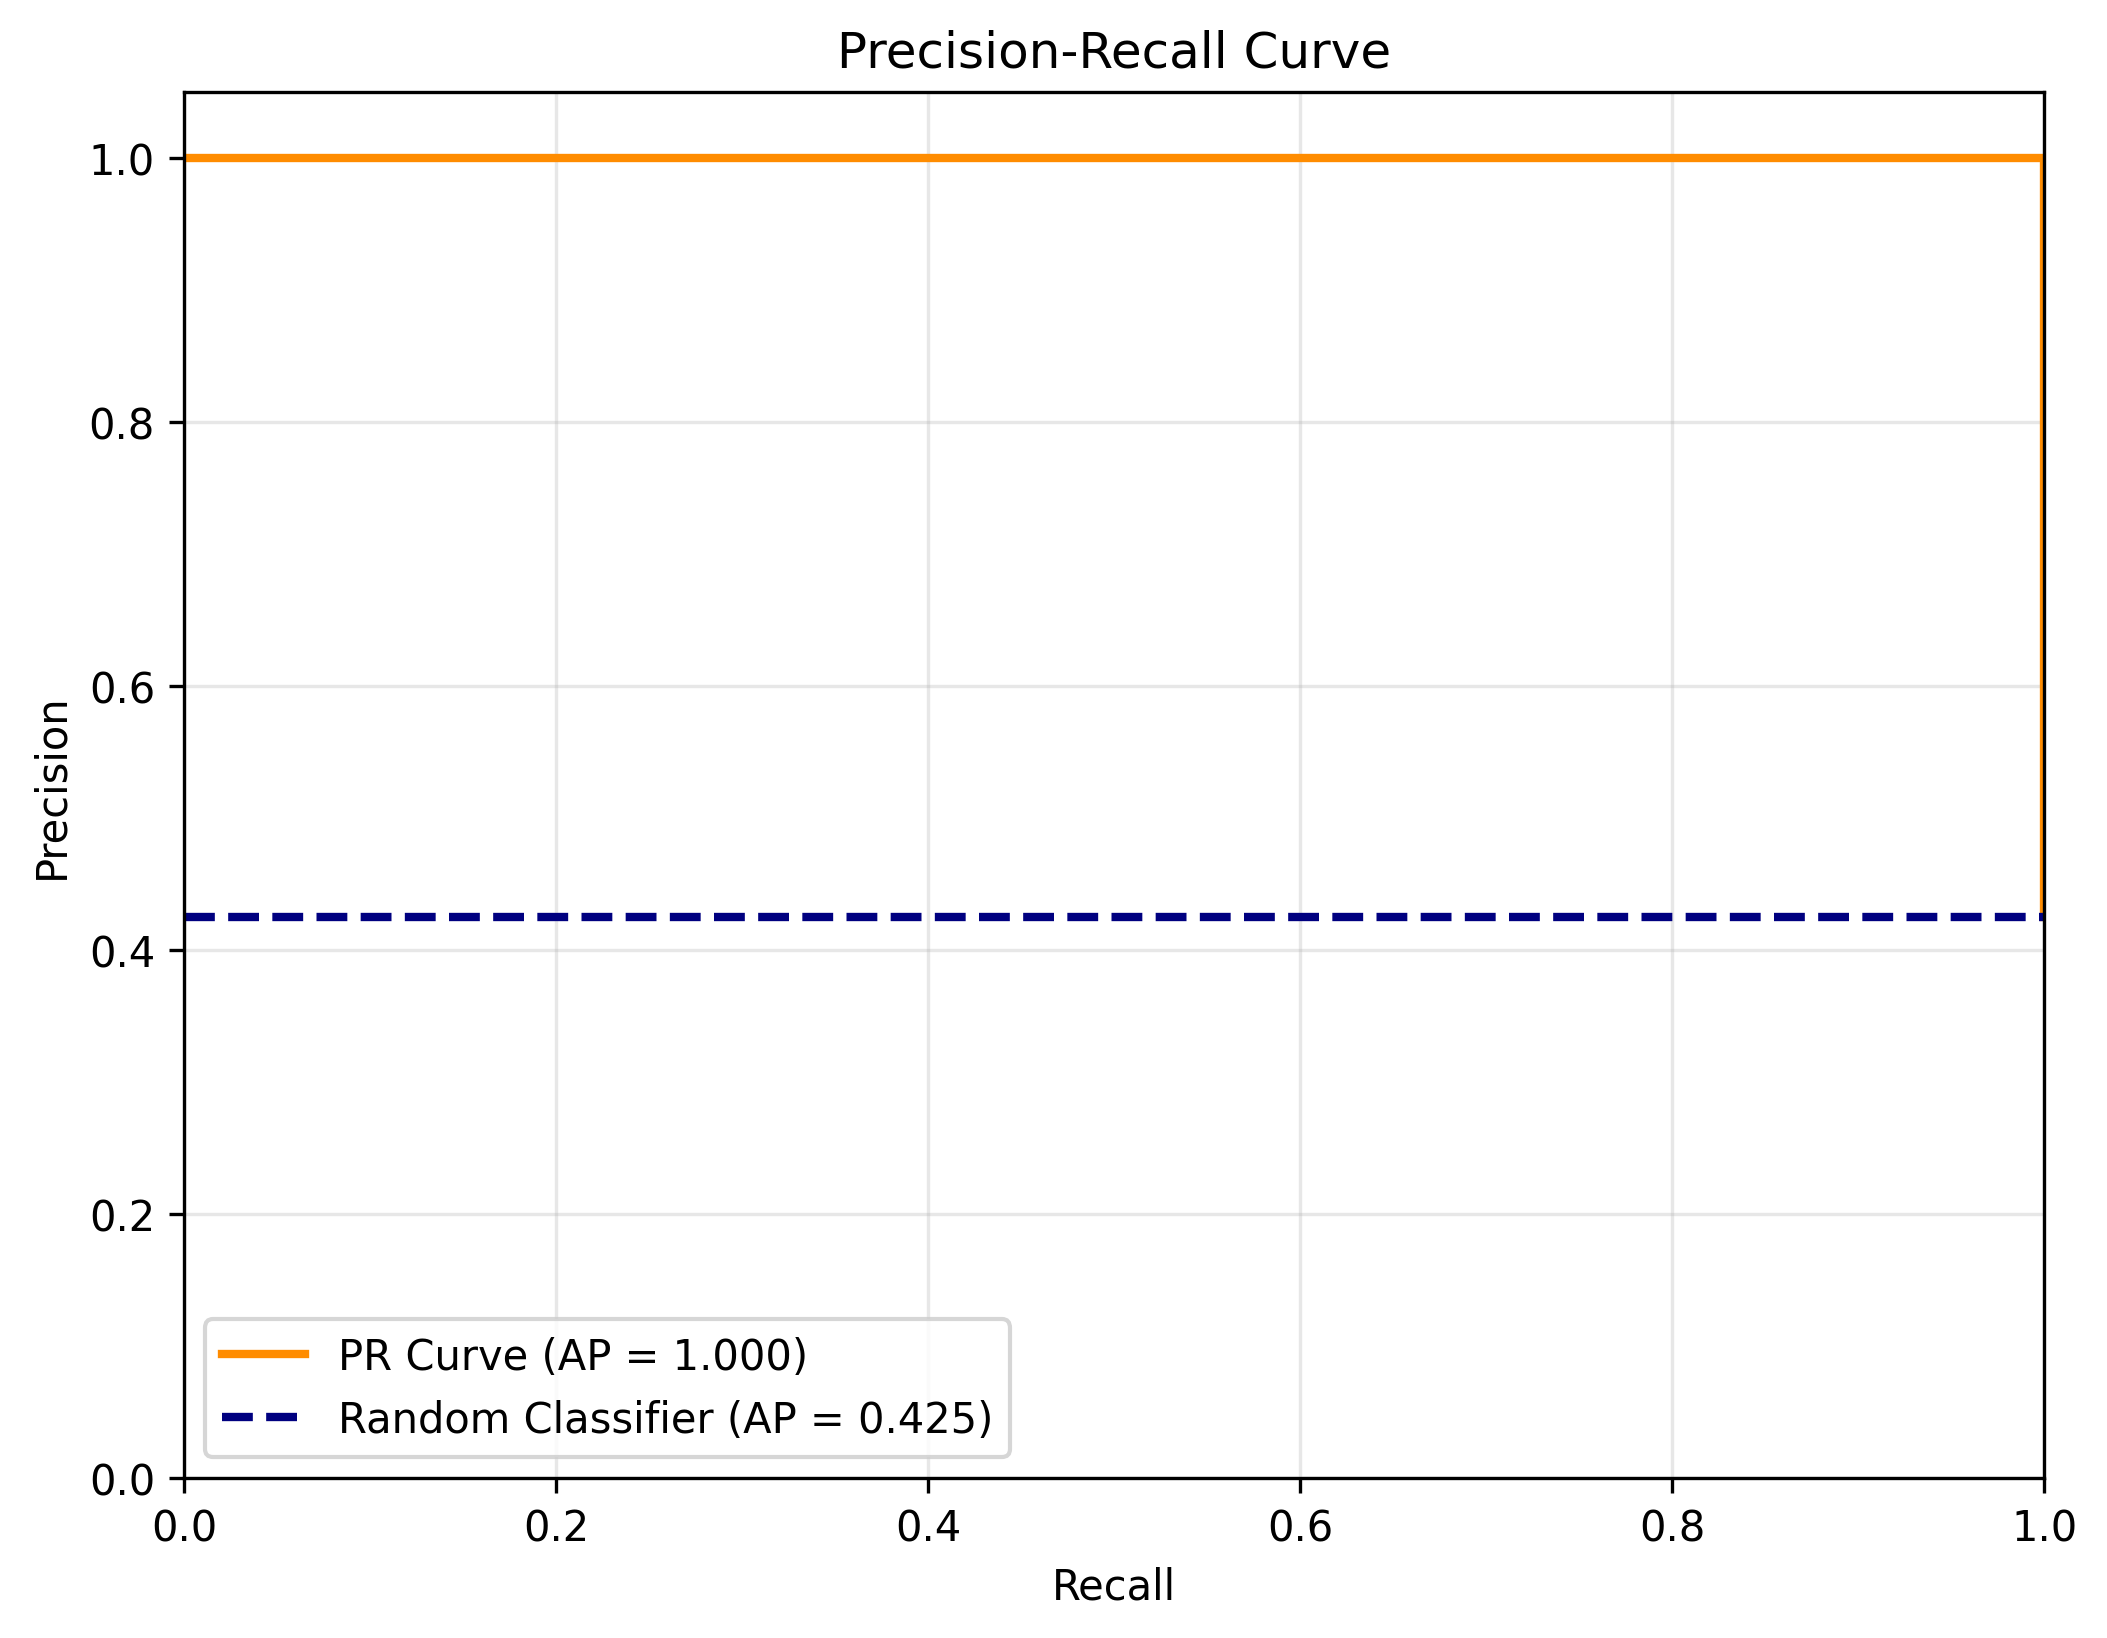 Precision-Recall Curve
1.0
0.8
0.6
0.4
0.2
0.0
Precision
PR Curve (AP = 1.000)
Random Classifier (AP = 0.425)
0.0 0.2 0.4 0.6 0.8 1.0
Recall